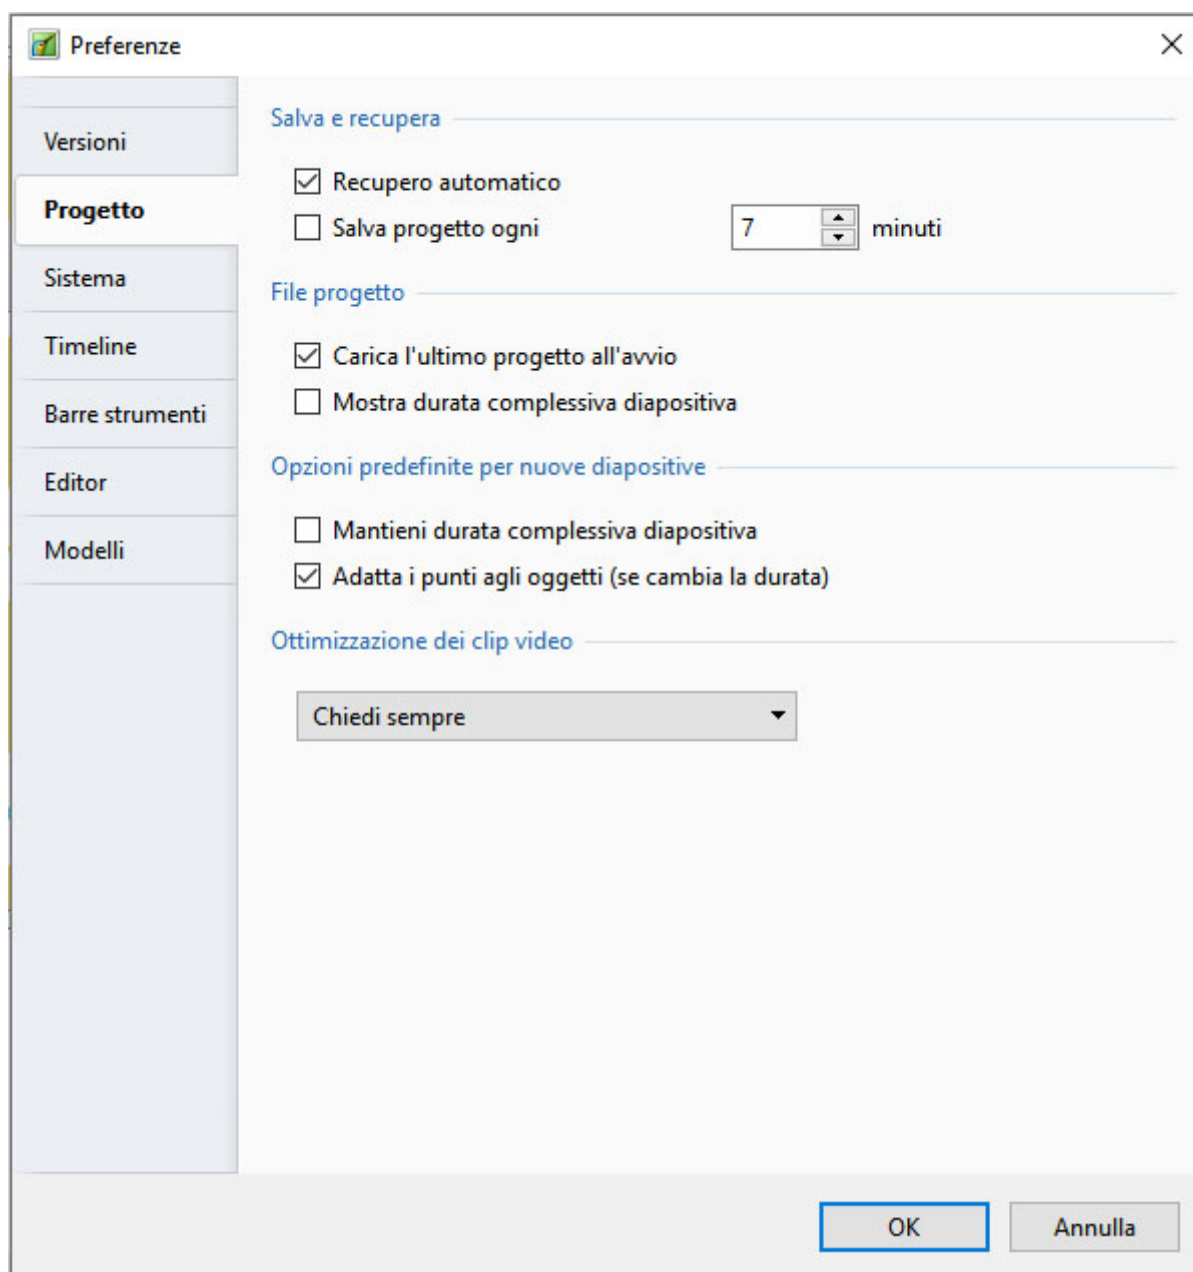 Preferenze
Versioni
Progetto
Sistema
Timeline
Barre strumenti
Editor
Modelli
Salva e recupera
Recupero automatico
Salva progetto ogni 7 minuti
File progetto
Carica l'ultimo progetto all'avvio
Mostra durata complessiva diapositiva
Opzioni predefinite per nuove diapositive
Mantieni durata complessiva diapositiva
Adatta i punti agli oggetti (se cambia la durata)
Ottimizzazione dei clip video
Chiedi sempre
OK Annulla